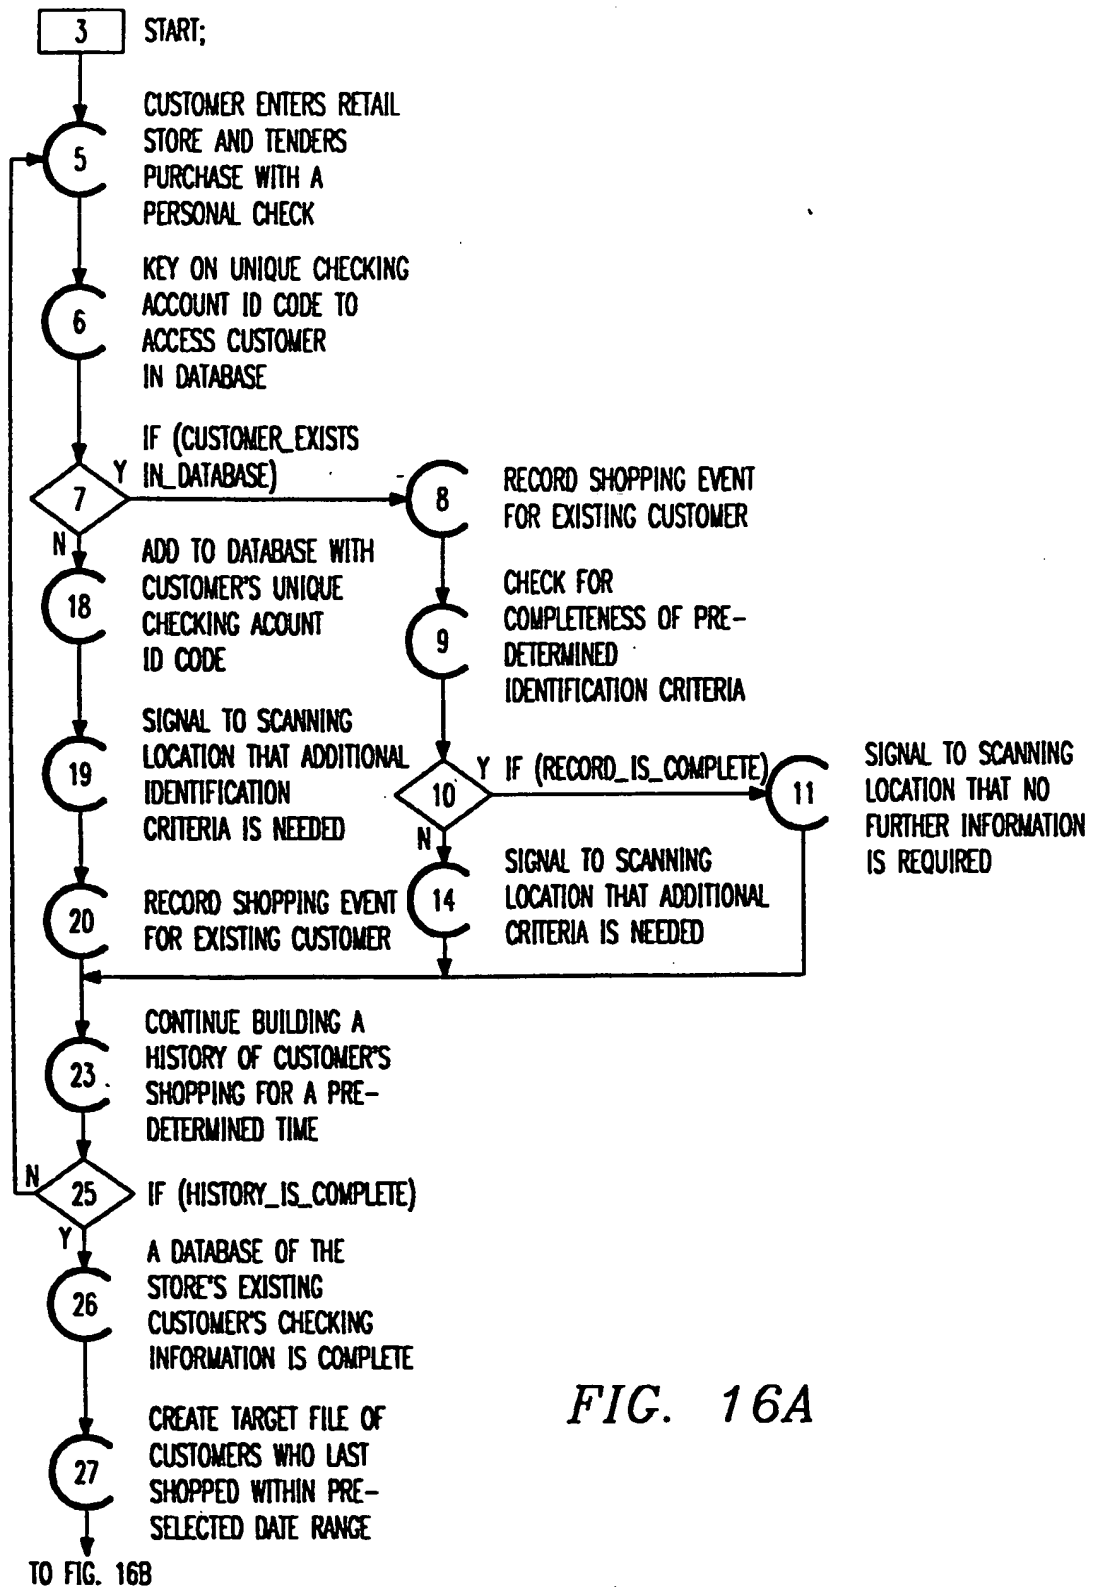 3 START;
5
CUSTOMER ENTERS RETAIL
STORE AND TENDERS
PURCHASE WITH A
PERSONAL CHECK
6
KEY ON UNIQUE CHECKING
ACCOUNT ID CODE TO
ACCESS CUSTOMER
IN DATABASE
7
IF (CUSTOMER_EXISTS
Y IN_DATABASE)
N
8
RECORD SHOPPING EVENT
FOR EXISTING CUSTOMER
18
ADD TO DATABASE WITH
CUSTOMER'S UNIQUE
CHECKING ACOUNT
ID CODE
9
CHECK FOR
COMPLETENESS OF PRE-
DETERMINED
IDENTIFICATION CRITERIA
19
SIGNAL TO SCANNING
LOCATION THAT ADDITIONAL
IDENTIFICATION
CRITERIA IS NEEDED
10
Y IF (RECORD_IS_COMPLETE)
N
11
SIGNAL TO SCANNING
LOCATION THAT NO
FURTHER INFORMATION
IS REQUIRED
20
RECORD SHOPPING EVENT
FOR EXISTING CUSTOMER
14
SIGNAL TO SCANNING
LOCATION THAT ADDITIONAL
CRITERIA IS NEEDED
23
CONTINUE BUILDING A
HISTORY OF CUSTOMER'S
SHOPPING FOR A PRE-
DETERMINED TIME
N
25 IF (HISTORY_IS_COMPLETE)
Y
26
A DATABASE OF THE
STORE'S EXISTING
CUSTOMER'S CHECKING
INFORMATION IS COMPLETE
27
CREATE TARGET FILE OF
CUSTOMERS WHO LAST
SHOPPED WITHIN PRE-
SELECTED DATE RANGE
TO FIG. 16B
FIG. 16A